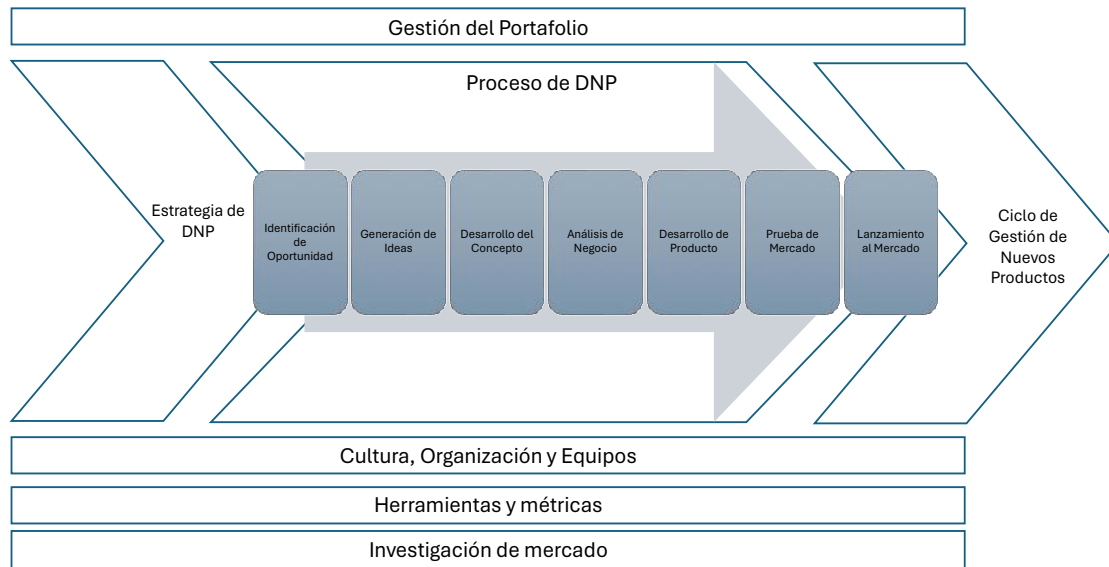 Gestión del Portafolio
Proceso de DNP
Estrategia de
DNP
Identificación
de
Oportunidad
Generación de
Ideas
Desarrollo del
Concepto
Análisis de
Negocio
Desarrollo de
Producto
Prueba de
Mercado
Lanzamiento
al Mercado
Ciclo de
Gestión de
Nuevos
Productos
Cultura, Organización y Equipos
Herramientas y métricas
Investigación de mercado